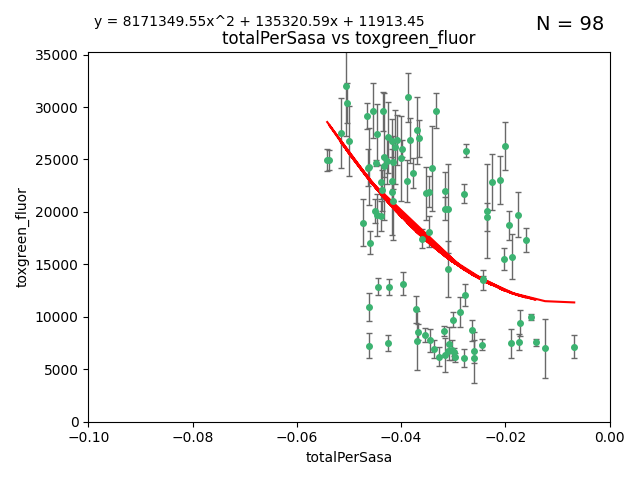 y = 8171349.55x^2 + 135320.59x + 11913.45
N = 98
totalPerSasa vs toxgreen_fluor
35000
30000
25000
20000
15000
10000
5000
0
toxgreen_fluor
−0.10 −0.08 −0.06 −0.04 −0.02 0.00
totalPerSasa